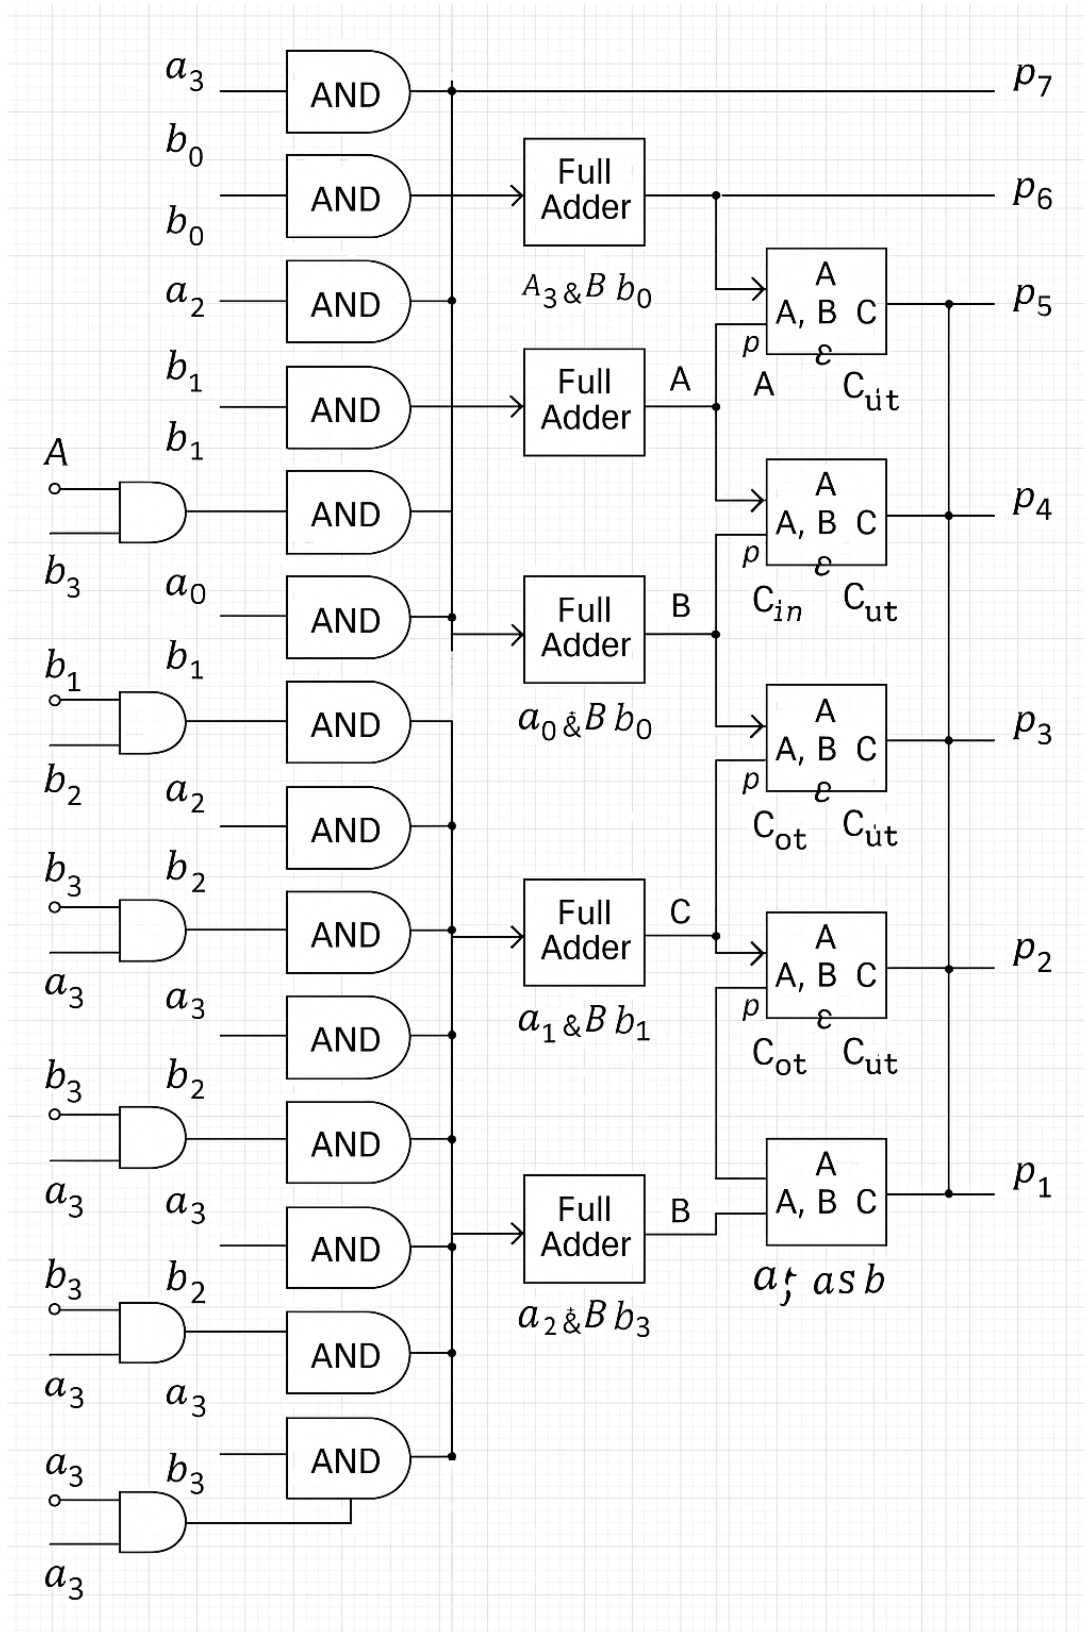 a3
AND
p7
b0
AND
Full Adder
p6
b0
A3 & B b0
a2
AND
A
A, B C
p5
p
ε
b1
AND
Full Adder
A
A
Cut
b1
A
AND
A
A, B C
p4
p
ε
b3
a0
AND
Full Adder
B
Cin
Cut
b1
b1
a0 & B b0
AND
A
A, B C
p3
p
ε
b2
a2
AND
Cot
Cut
b3
b2
AND
Full Adder
C
A
A, B C
p2
p
ε
a3
a3
a1 & B b1
AND
Cot
Cut
b3
b2
AND
a3
a3
Full Adder
B
A
A, B C
p1
AND
b3
b2
a2 & B b3
AND
a3
a3
AND
a3
b3
a3